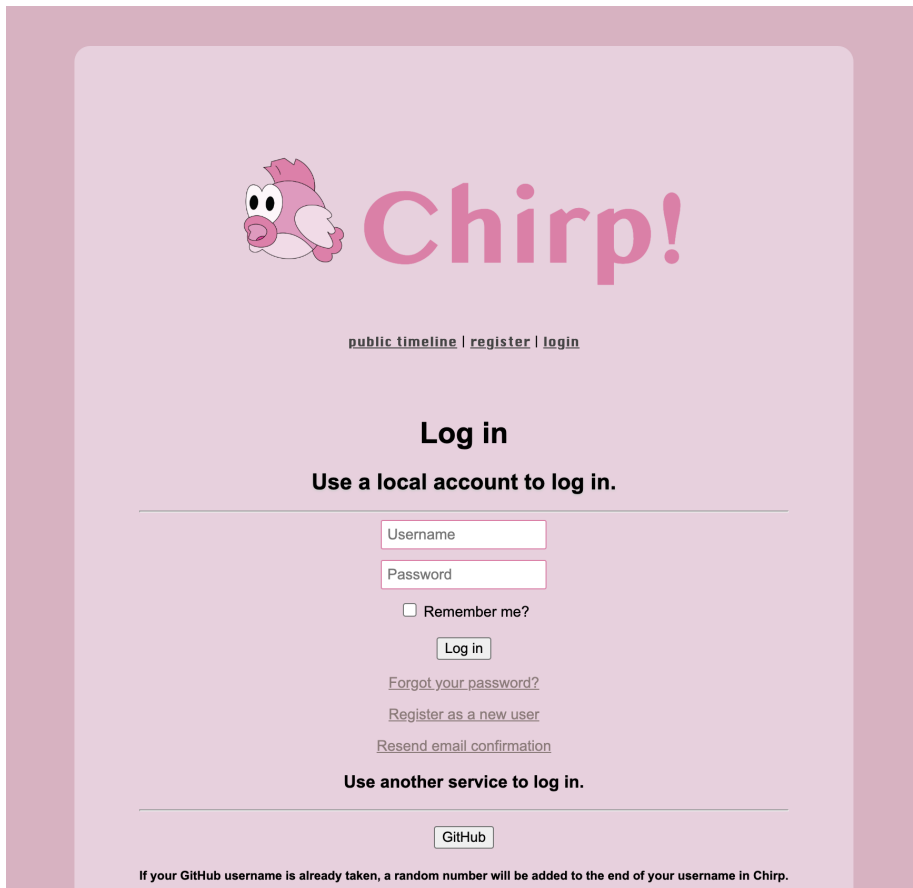 Chirp!
public timeline | register | login
Log in
Use a local account to log in.
Username
Password
Remember me?
Log in
Forgot your password?
Register as a new user
Resend email confirmation
Use another service to log in.
GitHub
If your GitHub username is already taken, a random number will be added to the end of your username in Chirp.